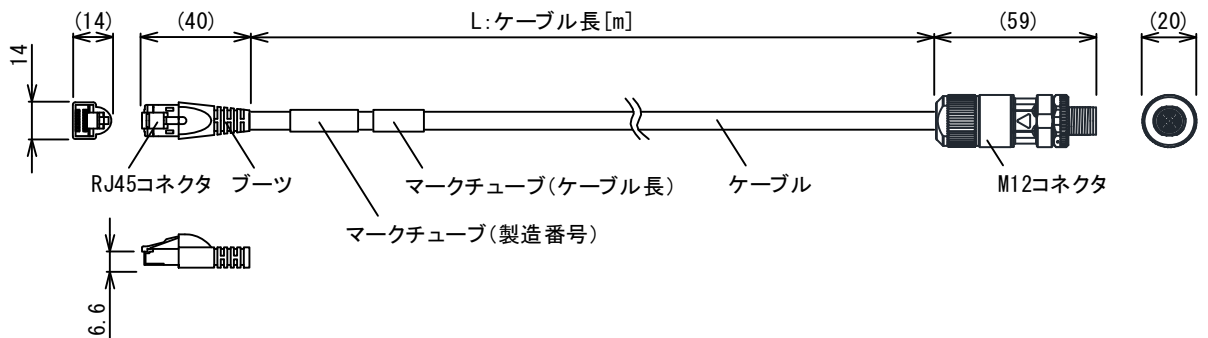 (14)
(40)
L:ケーブル長[m]
(59)
(20)
14
RJ45コネクタ
ブーツ
マークチューブ(ケーブル長)
ケーブル
M12コネクタ
マークチューブ(製造番号)
6.6